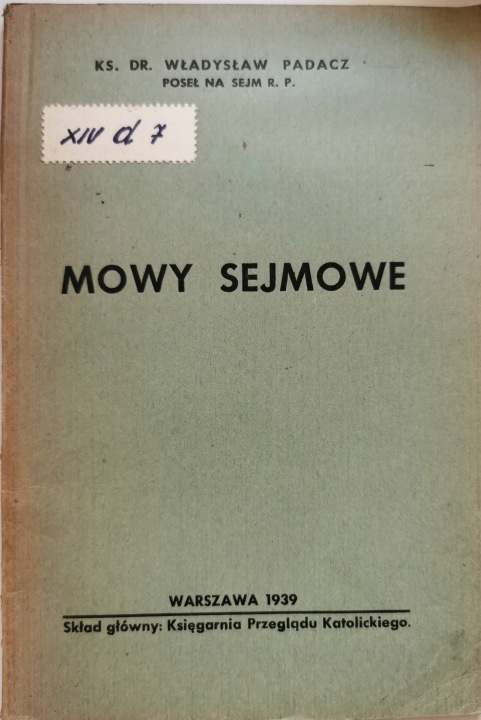 KS. DR. WŁADYSŁAW PADACZ
POSEŁ NA SEJM R. P.
XIV d 7
MOWY SEJMOWE
WARSZAWA 1939
Skład główny: Księgarnia Przeglądu Katolickiego.